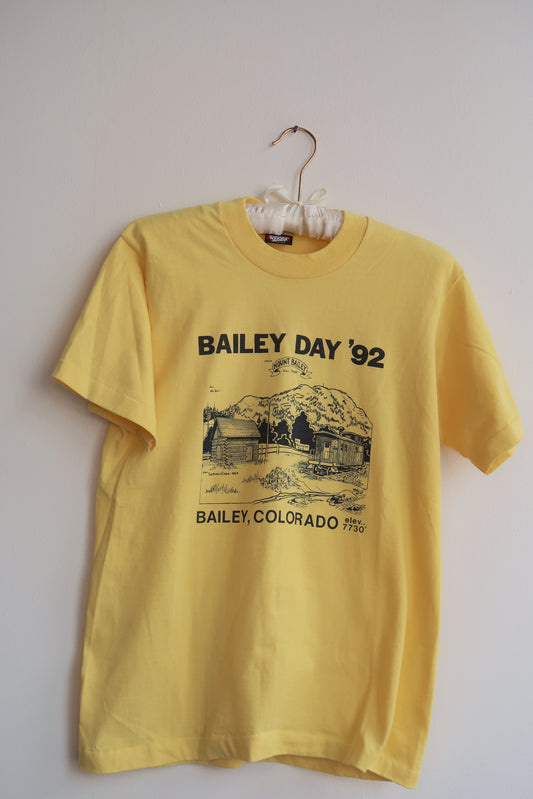 BAILEY DAY '92
MOUNT BAILEY
BAILEY, COLORADO
elev..
7730'